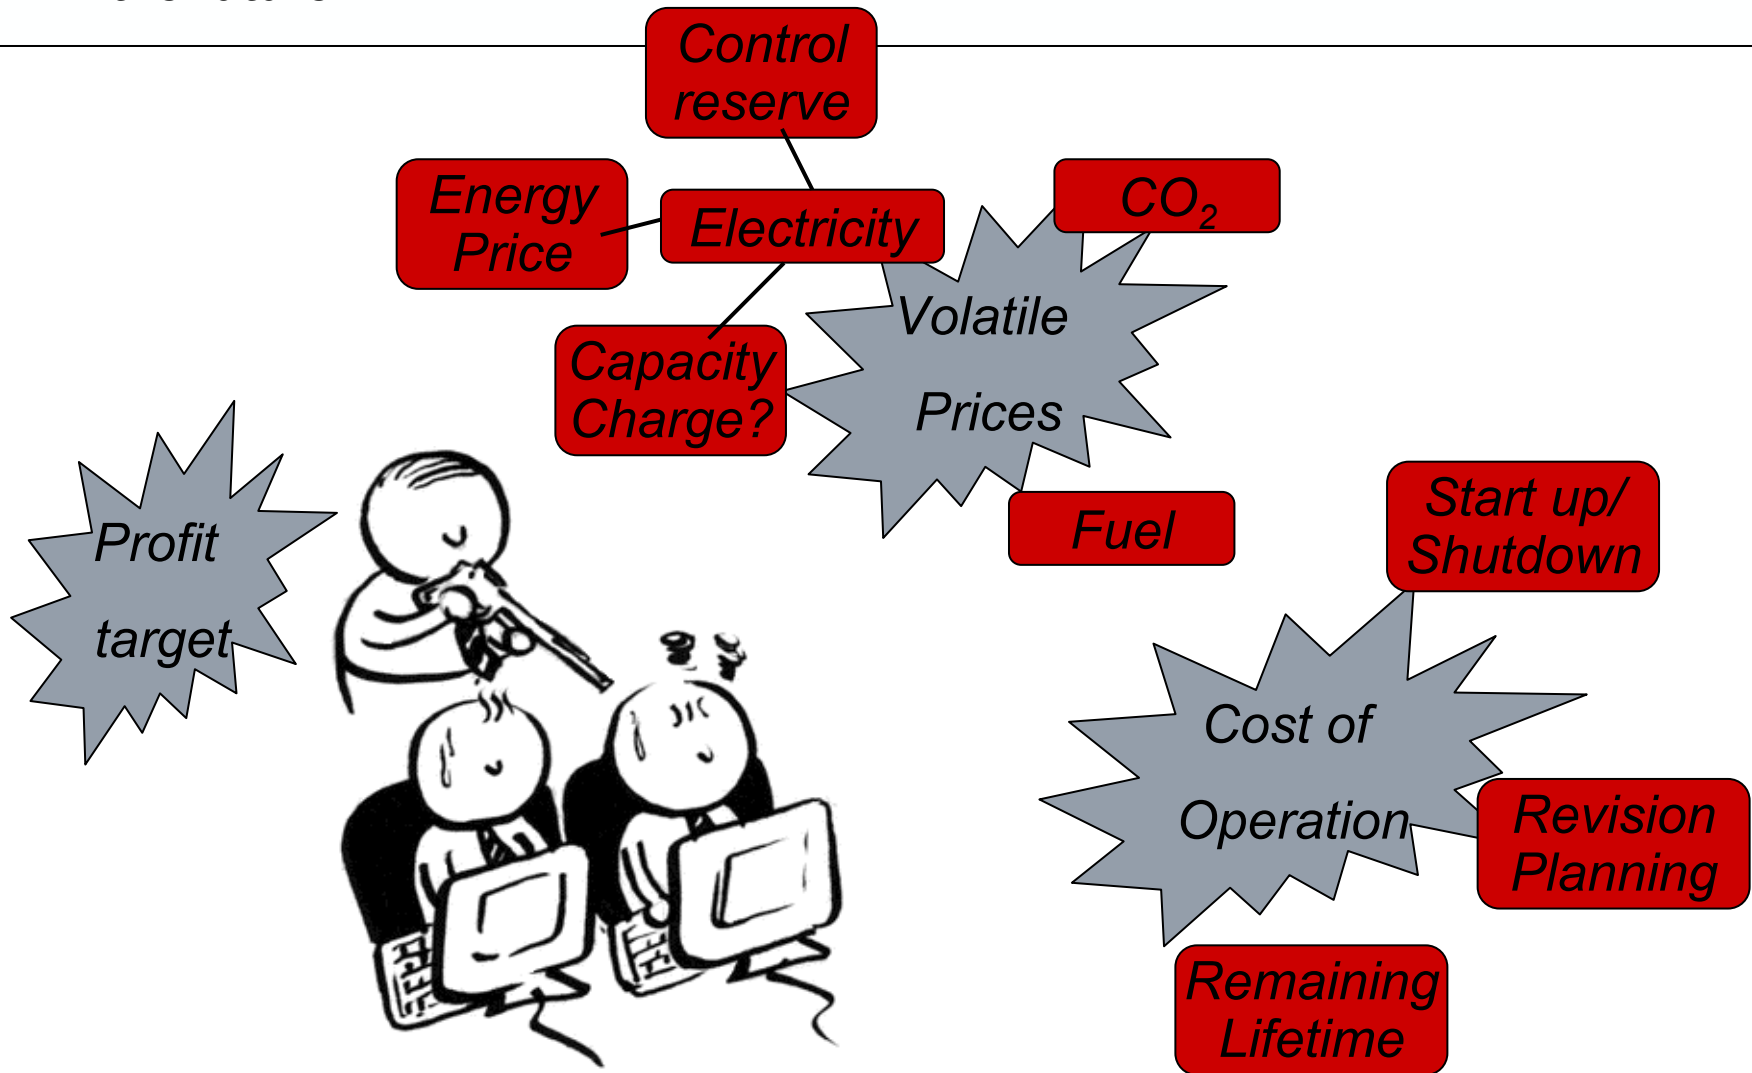 Control
reserve
Energy
Price
Electricity
CO₂
Volatile
Prices
Capacity
Charge?
Fuel
Profit
target
Start up/
Shutdown
Cost of
Operation
Revision
Planning
Remaining
Lifetime